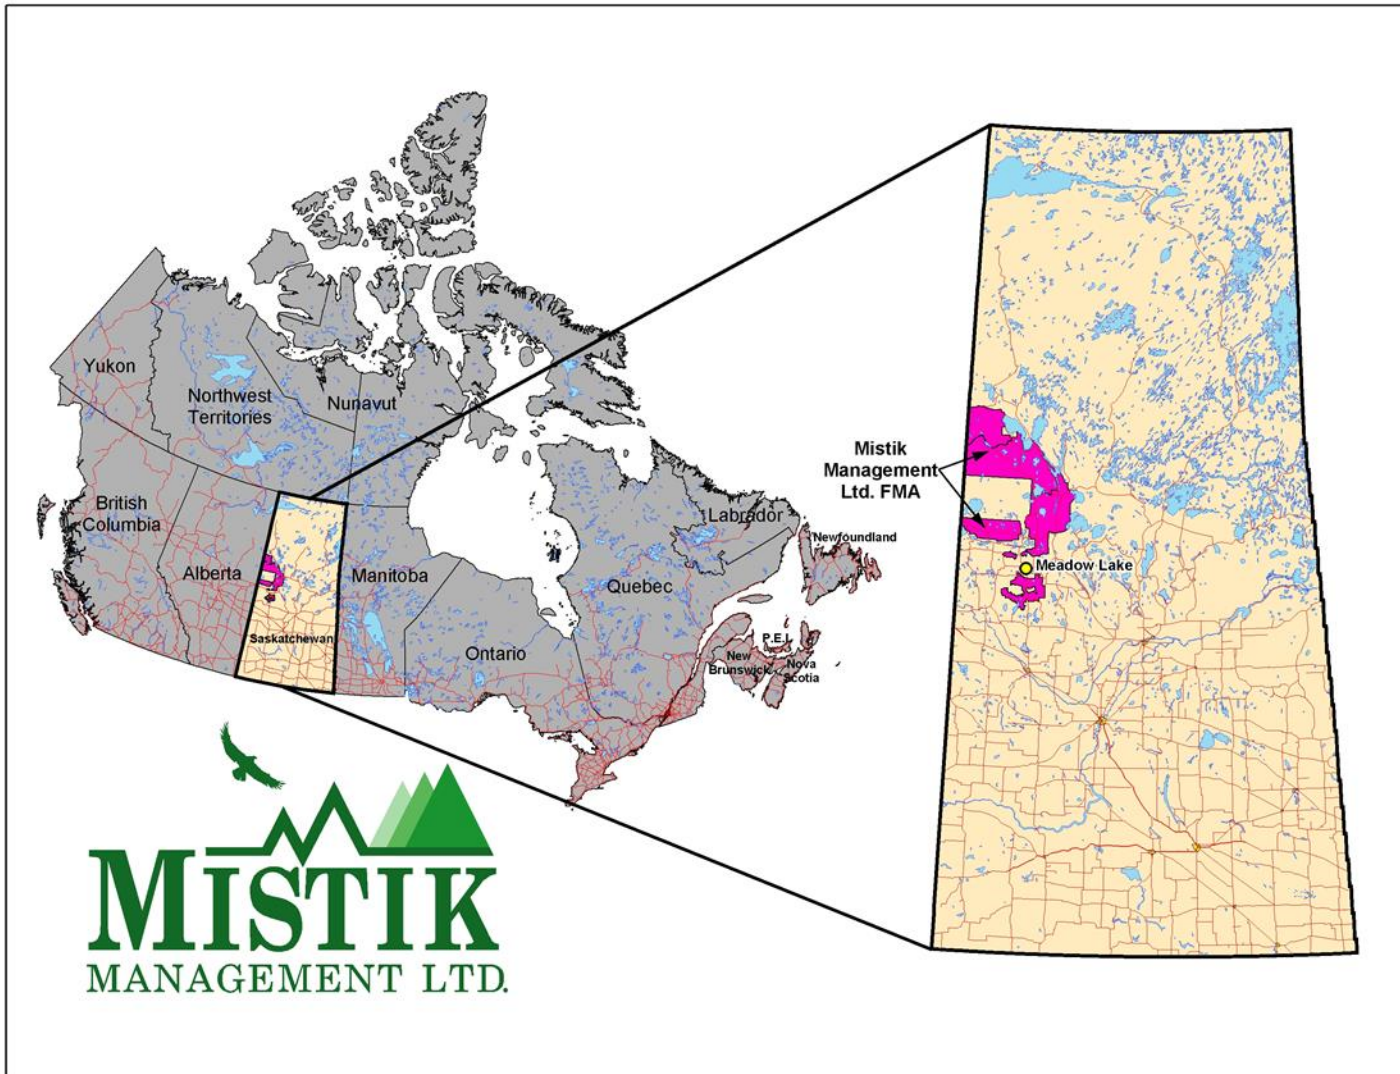 Yukon
Northwest
Territories
Nunavut
British
Columbia
Alberta
Saskatchewan
Manitoba
Ontario
Quebec
Labrador
Newfoundland
P.E.I.
New
Brunswick
Nova
Scotia
Mistik
Management
Ltd. FMA
Meadow Lake
MISTIK
MANAGEMENT LTD.